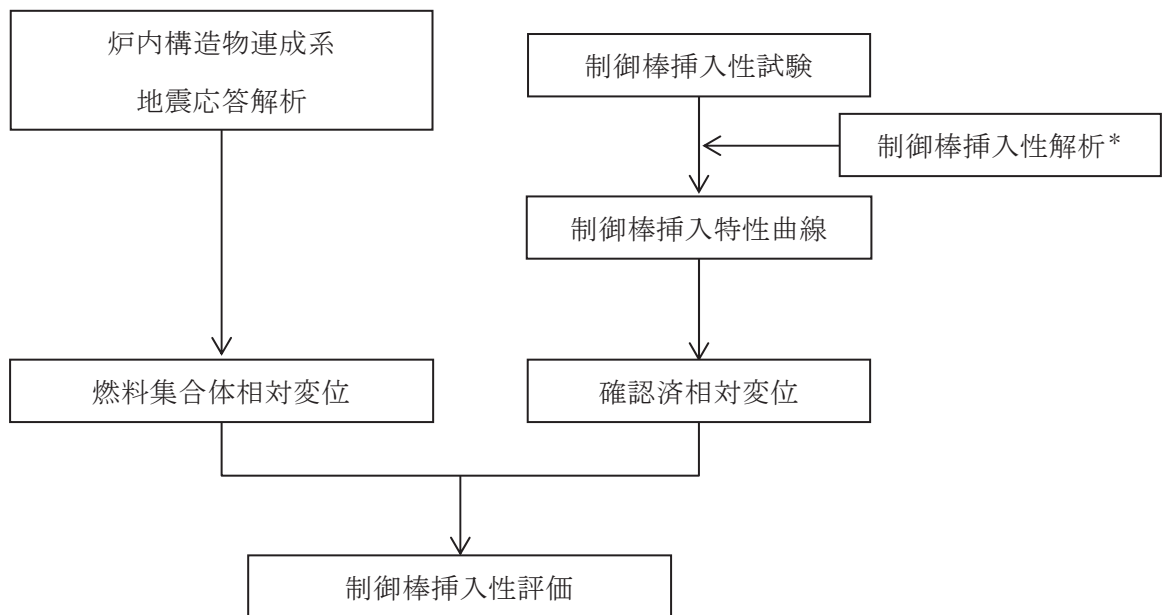 炉内構造物連成系
地震応答解析
制御棒挿入性試験
制御棒挿入性解析*
制御棒挿入特性曲線
燃料集合体相対変位
確認済相対変位
制御棒挿入性評価